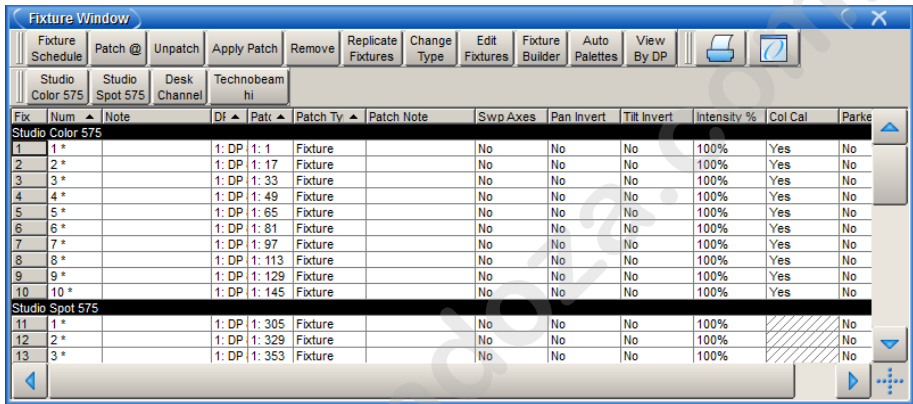 Fixture Window
Fixture Schedule Patch @ Unpatch Apply Patch Remove Replicate Fixtures Change Type Edit Fixtures Fixture Builder Auto Palettes View By DP
Studio Color 575 Studio Spot 575 Desk Channel Technobeam hi
Fix Num Note DF Patc Patch Ty Patch Note Swp Axes Pan Invert Tilt Invert Intensity % Col Cal Parke
Studio Color 575
1 1 * 1: DP 1: 1 Fixture No No No 100% Yes No
2 2 * 1: DP 1: 17 Fixture No No No 100% Yes No
3 3 * 1: DP 1: 33 Fixture No No No 100% Yes No
4 4 * 1: DP 1: 49 Fixture No No No 100% Yes No
5 5 * 1: DP 1: 65 Fixture No No No 100% Yes No
6 6 * 1: DP 1: 81 Fixture No No No 100% Yes No
7 7 * 1: DP 1: 97 Fixture No No No 100% Yes No
8 8 * 1: DP 1: 113 Fixture No No No 100% Yes No
9 9 * 1: DP 1: 129 Fixture No No No 100% Yes No
10 10 * 1: DP 1: 145 Fixture No No No 100% Yes No
Studio Spot 575
11 1 * 1: DP 1: 305 Fixture No No No 100% No
12 2 * 1: DP 1: 329 Fixture No No No 100% No
13 3 * 1: DP 1: 353 Fixture No No No 100% No